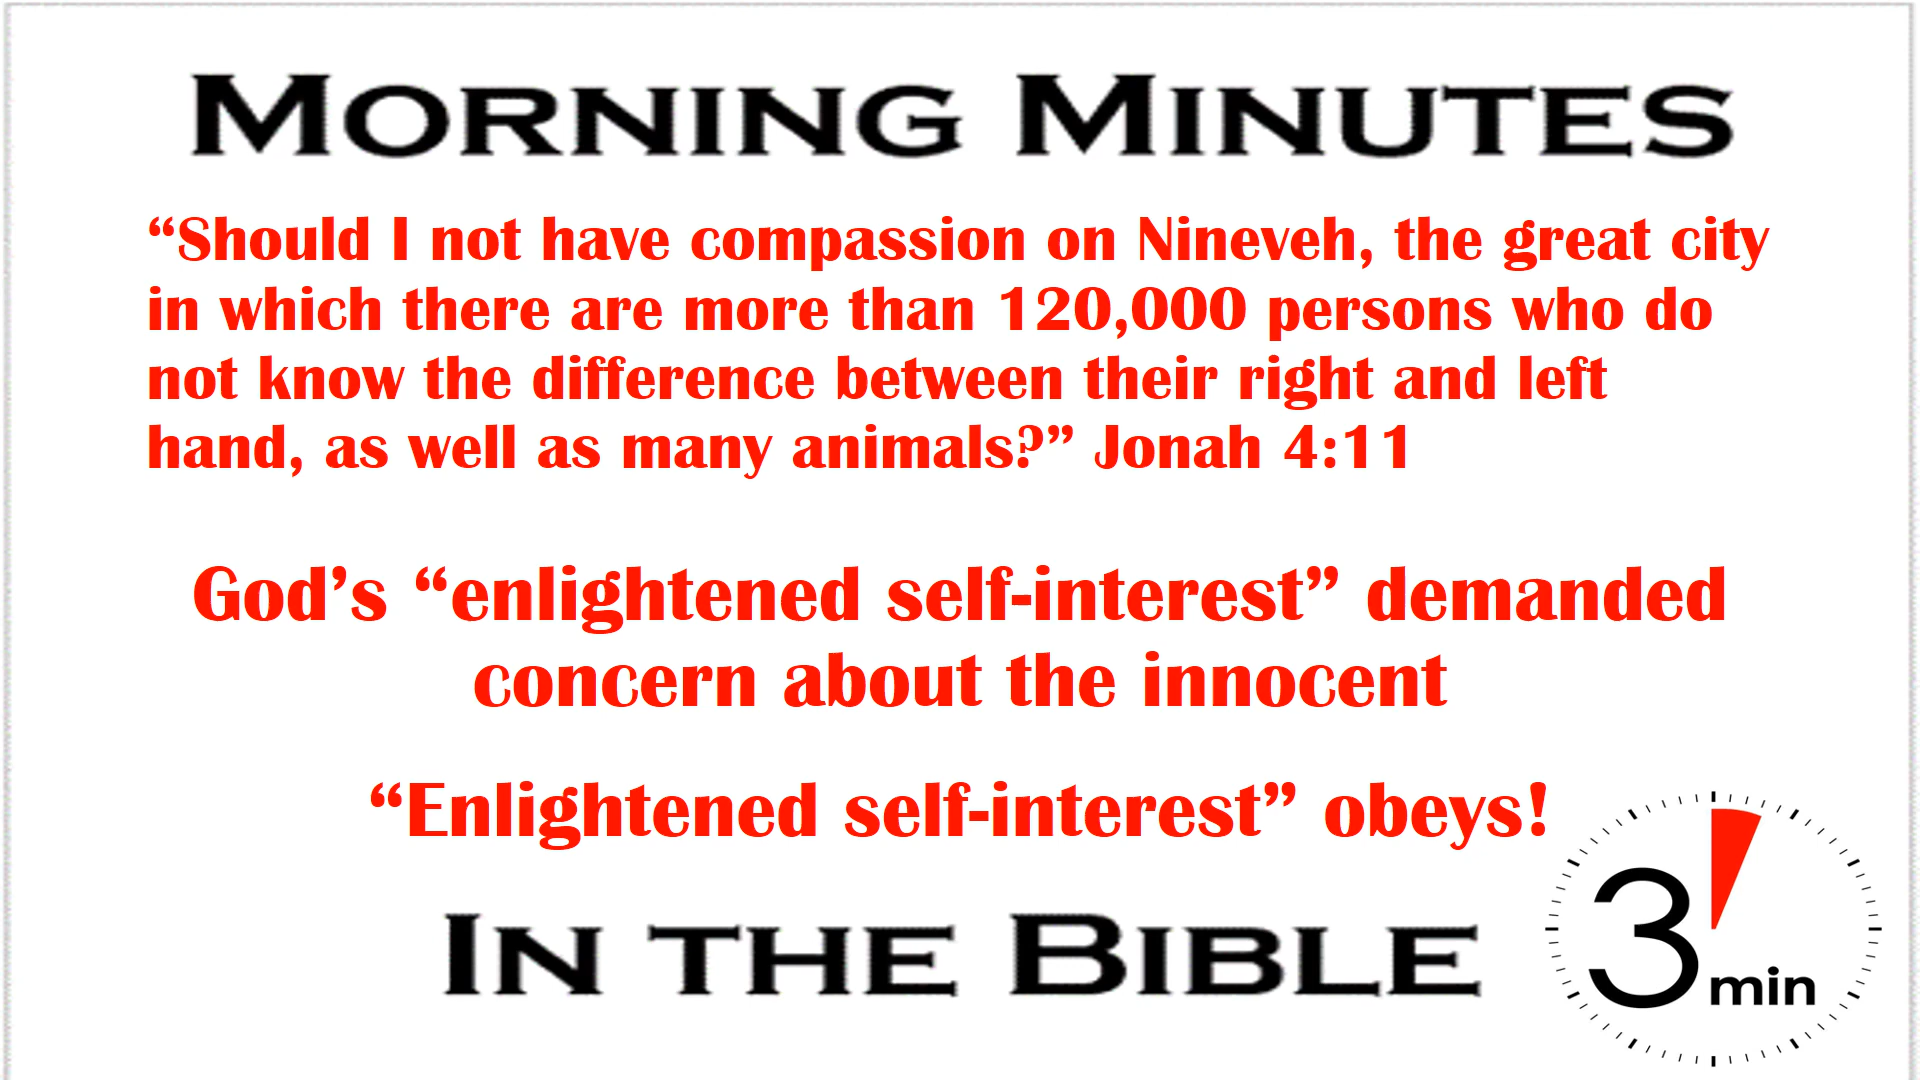 MORNING MINUTES
“Should I not have compassion on Nineveh, the great city
in which there are more than 120,000 persons who do
not know the difference between their right and left
hand, as well as many animals?” Jonah 4:11
God’s “enlightened self-interest” demanded
concern about the innocent
“Enlightened self-interest” obeys!
IN THE BIBLE
3 min